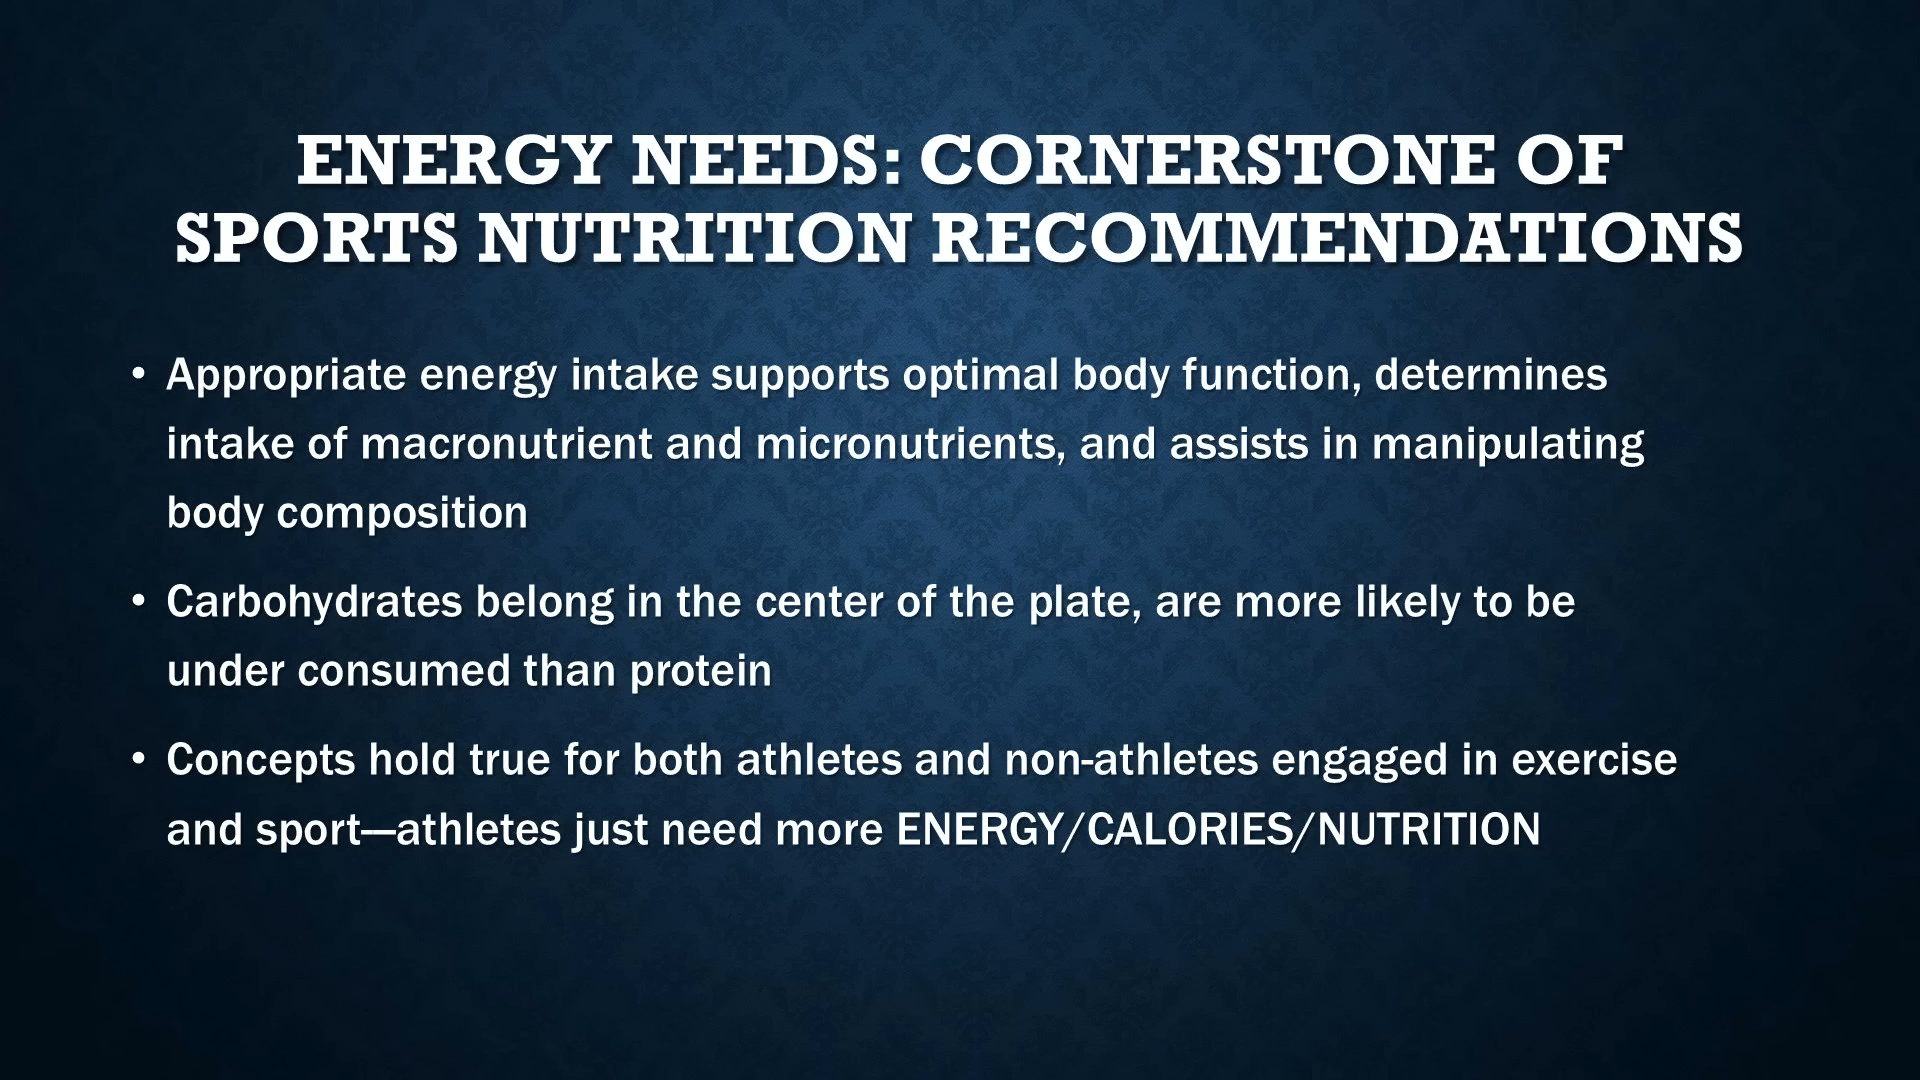 ENERGY NEEDS: CORNERSTONE OF
SPORTS NUTRITION RECOMMENDATIONS
• Appropriate energy intake supports optimal body function, determines
intake of macronutrient and micronutrients, and assists in manipulating
body composition
• Carbohydrates belong in the center of the plate, are more likely to be
under consumed than protein
• Concepts hold true for both athletes and non-athletes engaged in exercise
and sport—athletes just need more ENERGY/CALORIES/NUTRITION